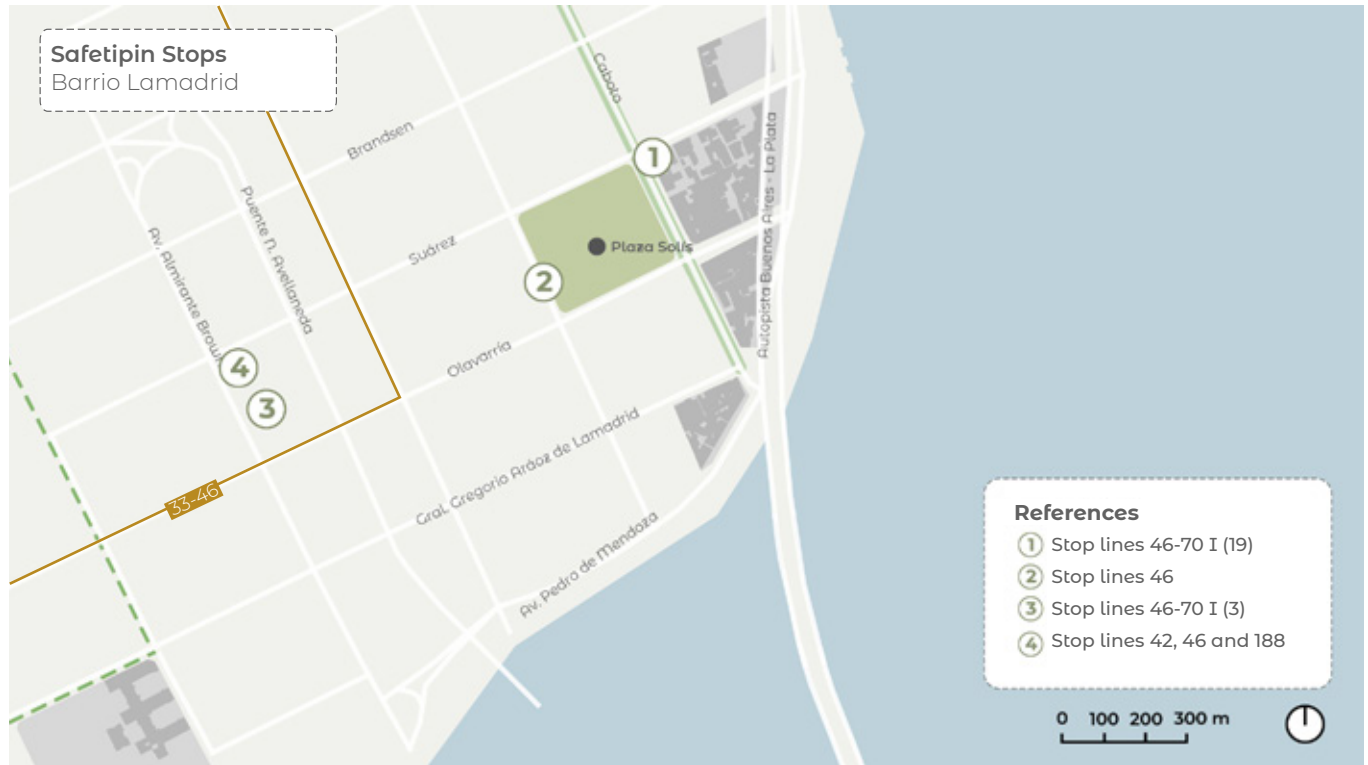 Safetipin Stops
Barrio Lamadrid
Caboto
Brandsen
1
Autopista Buenos Aires - La Plata
Puente N. Avellaneda
Suárez
Plaza Solís
Av. Almirante Brown
2
Olavarría
4
3
Gral. Gregorio Aráoz de Lamadrid
33-46
Av. Pedro de Mendoza
References
1 Stop lines 46-70 I (19)
2 Stop lines 46
3 Stop lines 46-70 I (3)
4 Stop lines 42, 46 and 188
0 100 200 300 m